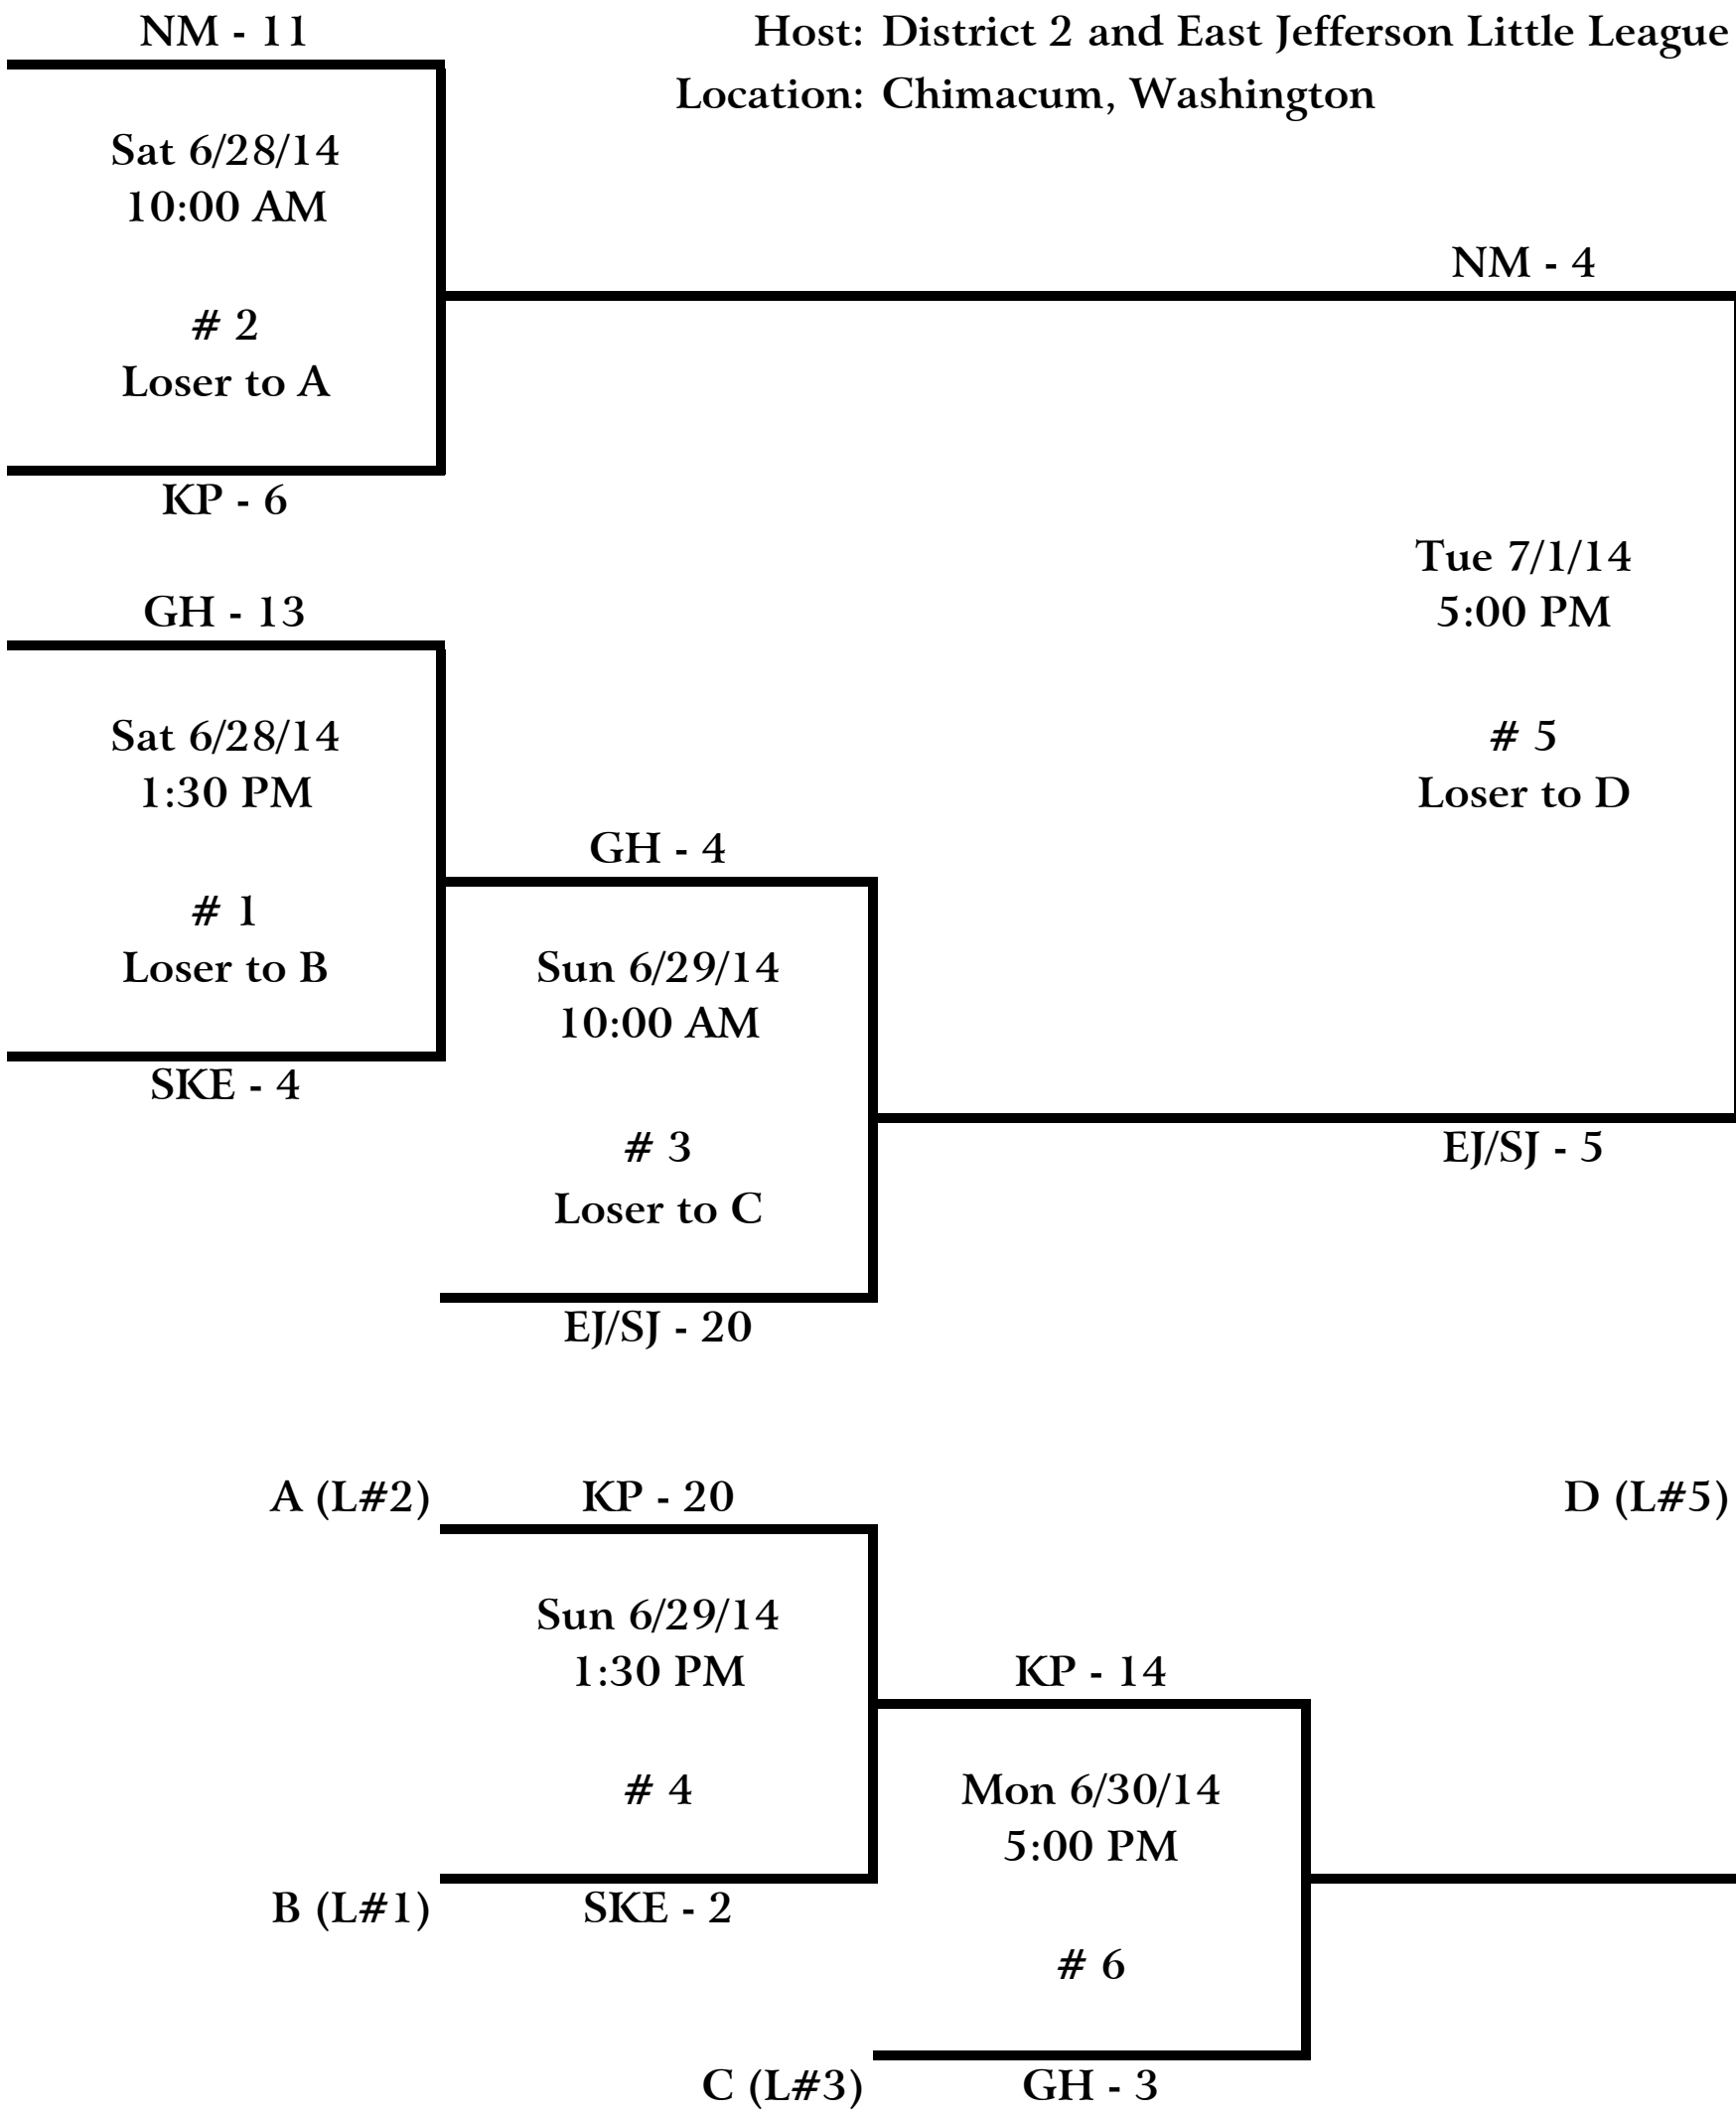 NM - 11
Host: District 2 and East Jefferson Little League
Location: Chimacum, Washington
Sat 6/28/14
10:00 AM
# 2
Loser to A
KP - 6
NM - 4
Tue 7/1/14
5:00 PM
# 5
Loser to D
EJ/SJ - 5
GH - 13
Sat 6/28/14
1:30 PM
# 1
Loser to B
SKE - 4
GH - 4
Sun 6/29/14
10:00 AM
# 3
Loser to C
EJ/SJ - 20
A (L#2)
KP - 20
D (L#5)
Sun 6/29/14
1:30 PM
# 4
B (L#1)
SKE - 2
KP - 14
Mon 6/30/14
5:00 PM
# 6
C (L#3)
GH - 3